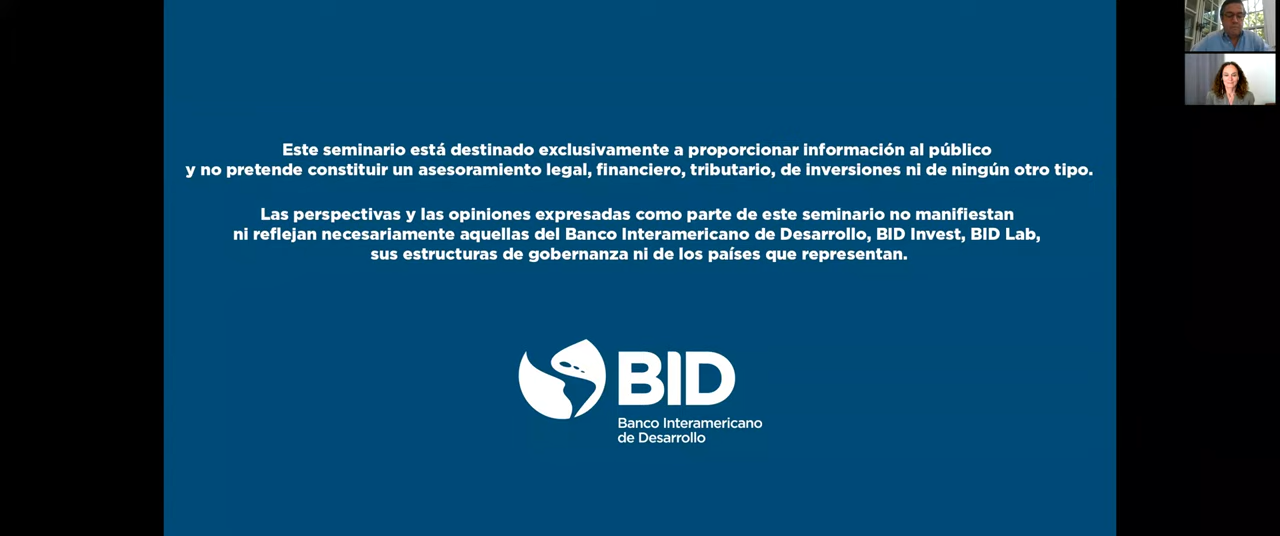 Este seminario está destinado exclusivamente a proporcionar información al público
y no pretende constituir un asesoramiento legal, financiero, tributario, de inversiones ni de ningún otro tipo.
Las perspectivas y las opiniones expresadas como parte de este seminario no manifiestan
ni reflejan necesariamente aquellas del Banco Interamericano de Desarrollo, BID Invest, BID Lab,
sus estructuras de gobernanza ni de los países que representan.
BID
Banco Interamericano
de Desarrollo